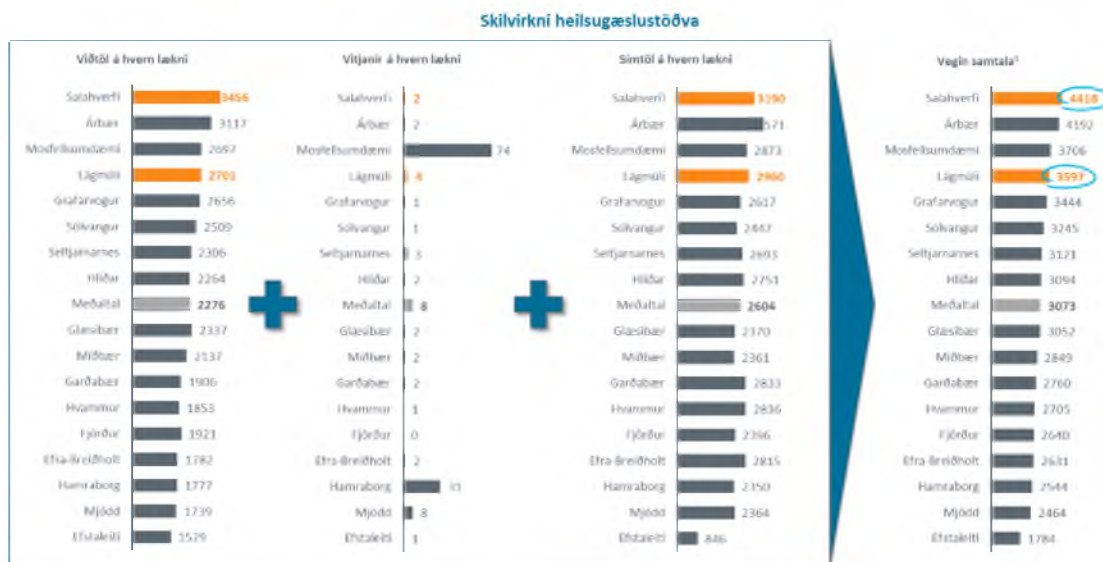 Skilvirkni heilsugæslustöðva
Viðtöl á hvern lækni
Salahverfi 3456
Árbær 3117
Mosfellsumdæmi 2697
Lágmúli 2701
Grafarvogur 2656
Sólvangur 2509
Seltjarnarnes 2306
Hlíðar 2264
Meðaltal 2276
Glæsibær 2337
Miðbær 2137
Garðabær 1906
Hvammur 1853
Fjörður 1921
Efra-Breiðholt 1782
Hamraborg 1777
Mjódd 1739
Efstaleiti 1529
Vitjanir á hvern lækni
Salahverfi 2
Árbær 2
Mosfellsumdæmi 74
Lágmúli 4
Grafarvogur 1
Sólvangur 1
Seltjarnarnes 3
Hlíðar 2
Meðaltal 8
Glæsibær 2
Miðbær 2
Garðabær 2
Hvammur 1
Fjörður 0
Efra-Breiðholt 2
Hamraborg
Mjódd 8
Efstaleiti 1
Símtöl á hvern lækni
Salahverfi 3190
Árbær 571
Mosfellsumdæmi 2873
Lágmúli 2960
Grafarvogur 2617
Sólvangur 2447
Seltjarnarnes
Hlíðar 2751
Meðaltal 2604
Glæsibær 2370
Miðbær 2361
Garðabær 2833
Hvammur 2836
Fjörður 2396
Efra-Breiðholt 2815
Hamraborg 2350
Mjódd 2364
Efstaleiti 846
Vegin samtala¹
Salahverfi 4418
Árbær 4192
Mosfellsumdæmi 3706
Lágmúli 3597
Grafarvogur 3444
Sólvangur 3245
Seltjarnarnes 3121
Hlíðar 3094
Meðaltal 3073
Glæsibær 3052
Miðbær 2849
Garðabær 2760
Hvammur 2705
Fjörður 2640
Efra-Breiðholt 2631
Hamraborg 2544
Mjódd 2464
Efstaleiti 1784